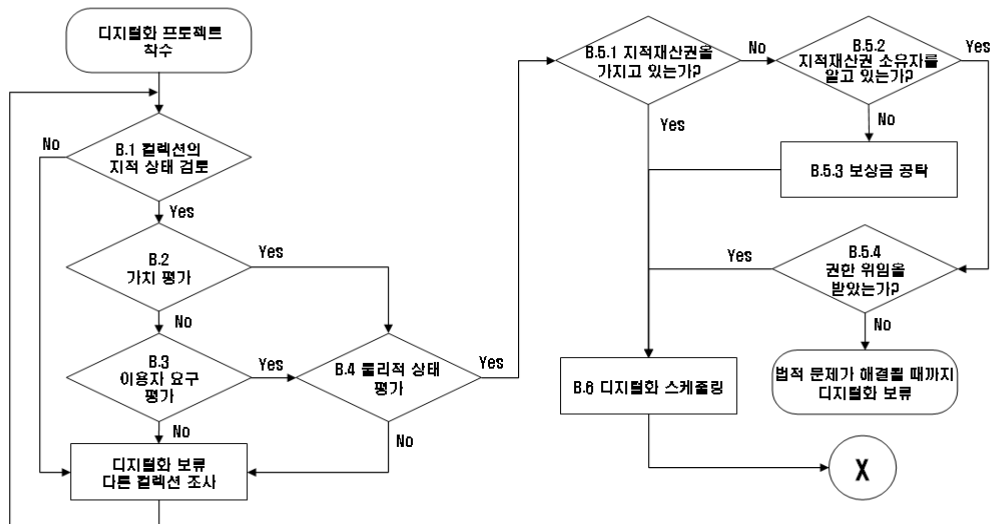 디지털화 프로젝트
착수
No
B.1 컬렉션의
지적 상태 검토
Yes
B.2
가치 평가
Yes
No
B.3
이용자 요구
평가
Yes
No
B.4 물리적 상태
평가
Yes
No
디지털화 보류
다른 컬렉션 조사
B.5.1 지적재산권을
가지고 있는가?
No
Yes
B.5.2
지적재산권 소유자를
알고 있는가?
Yes
No
B.5.3 보상금 공탁
B.5.4
권한 위임을
받았는가?
Yes
No
B.6 디지털화 스케줄링
법적 문제가 해결될 때까지
디지털화 보류
X